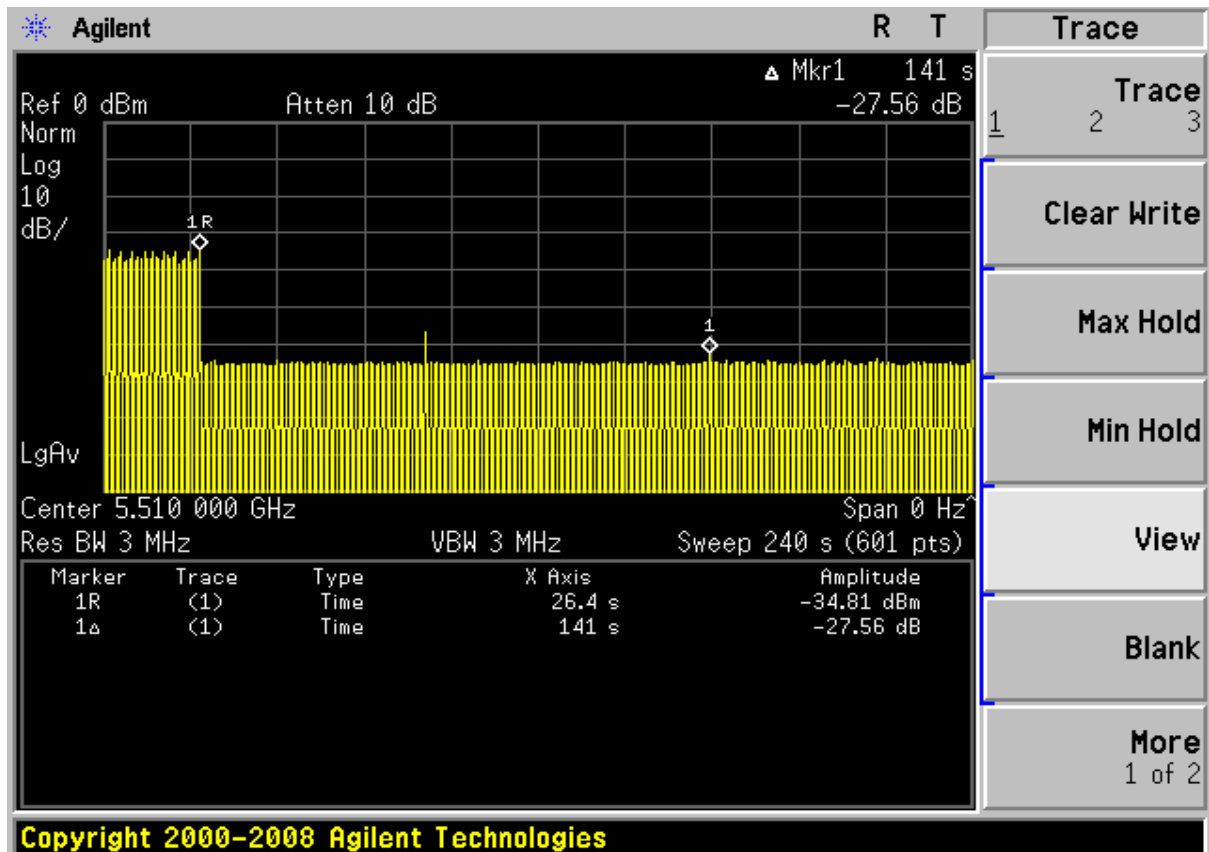 Agilent R T
Trace
Δ Mkr1 141 s
Ref 0 dBm Atten 10 dB -27.56 dB
Norm
Log
10
dB/
1R
1
LgAv
Center 5.510 000 GHz Span 0 Hz^
Res BW 3 MHz VBW 3 MHz Sweep 240 s (601 pts)
Marker Trace Type X Axis Amplitude
1R (1) Time 26.4 s -34.81 dBm
1Δ (1) Time 141 s -27.56 dB
Trace
1 2 3
Clear Write
Max Hold
Min Hold
View
Blank
More
1 of 2
Copyright 2000-2008 Agilent Technologies